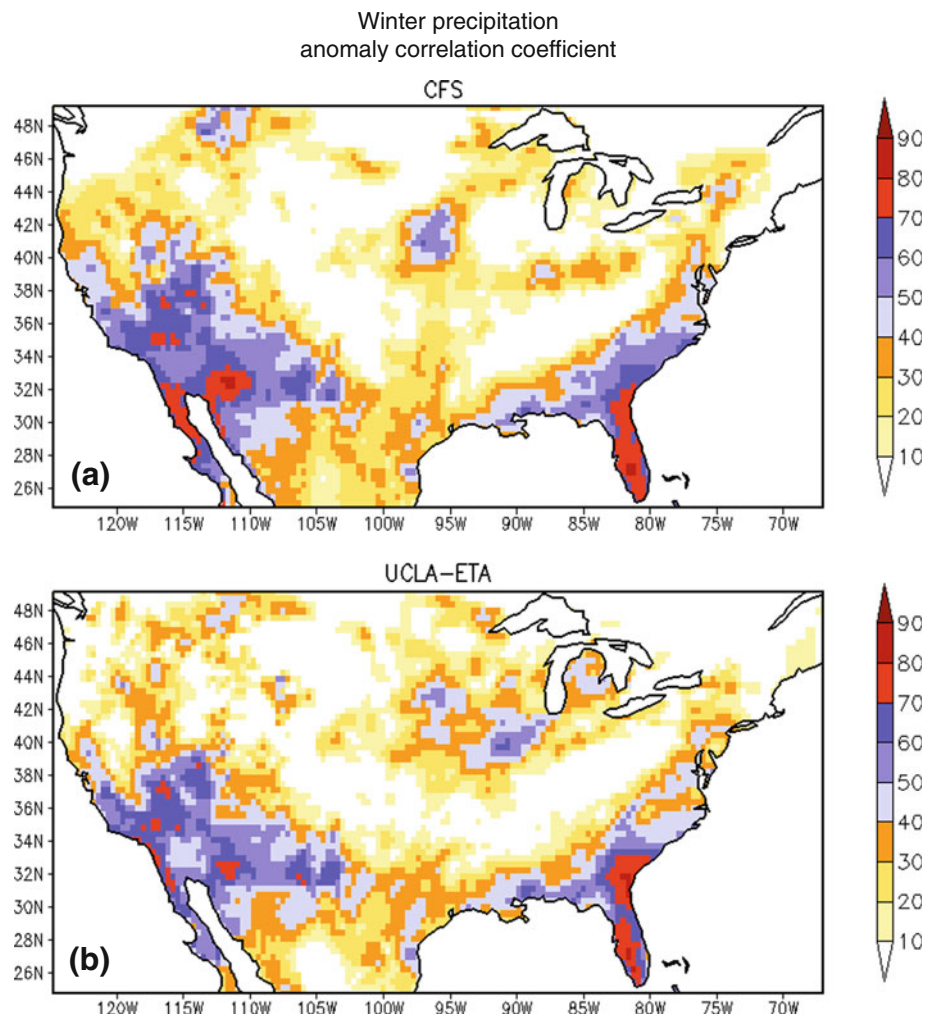 Winter precipitation
anomaly correlation coefficient
CFS
48N
46N
44N
42N
40N
38N
36N
34N
32N
30N
28N
26N
(a)
120W 115W 110W 105W 100W 95W 90W 85W 80W 75W 70W
90
80
70
60
50
40
30
20
10
UCLA-ETA
48N
46N
44N
42N
40N
38N
36N
34N
32N
30N
28N
26N
(b)
120W 115W 110W 105W 100W 95W 90W 85W 80W 75W 70W
90
80
70
60
50
40
30
20
10